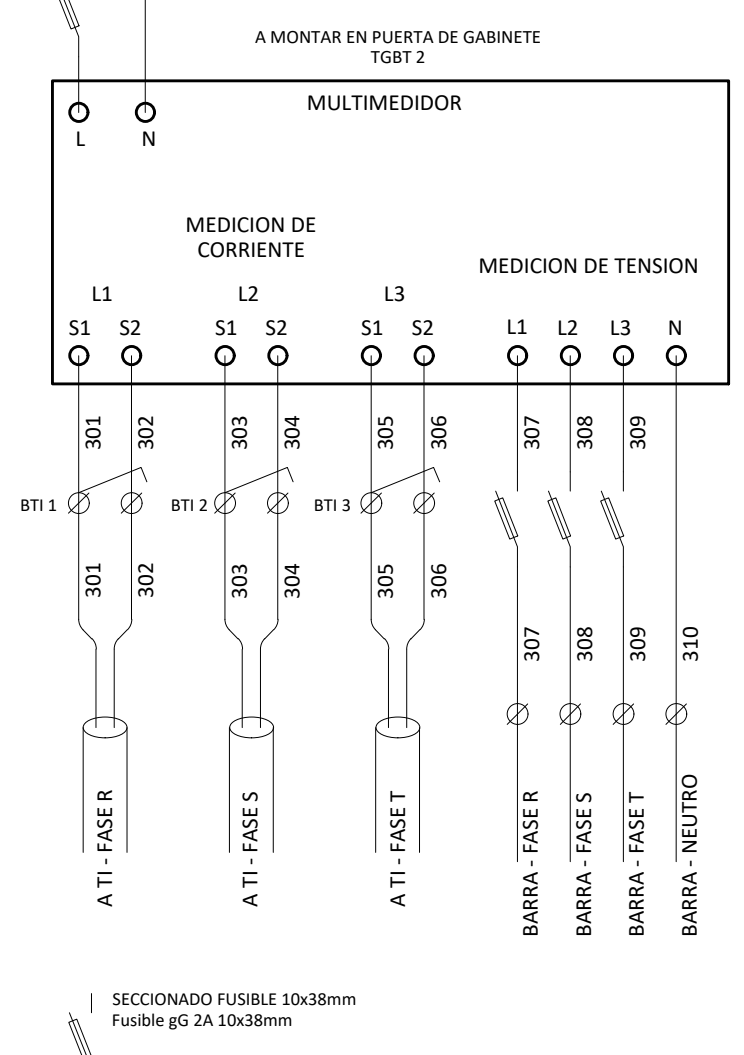 A MONTAR EN PUERTA DE GABINETE
TGBT 2
MULTIMEDIDOR
L N
MEDICION DE
CORRIENTE
MEDICION DE TENSION
L1 L2 L3
S1 S2 S1 S2 S1 S2 L1 L2 L3 N
301 302 303 304 305 306 307 308 309
BTI 1 BTI 2 BTI 3
301 302 303 304 305 306
307 308 309 310
A TI - FASE R
A TI - FASE S
A TI - FASE T
BARRA - FASE R
BARRA - FASE S
BARRA - FASE T
BARRA - NEUTRO
SECCIONADO FUSIBLE 10x38mm
Fusible gG 2A 10x38mm